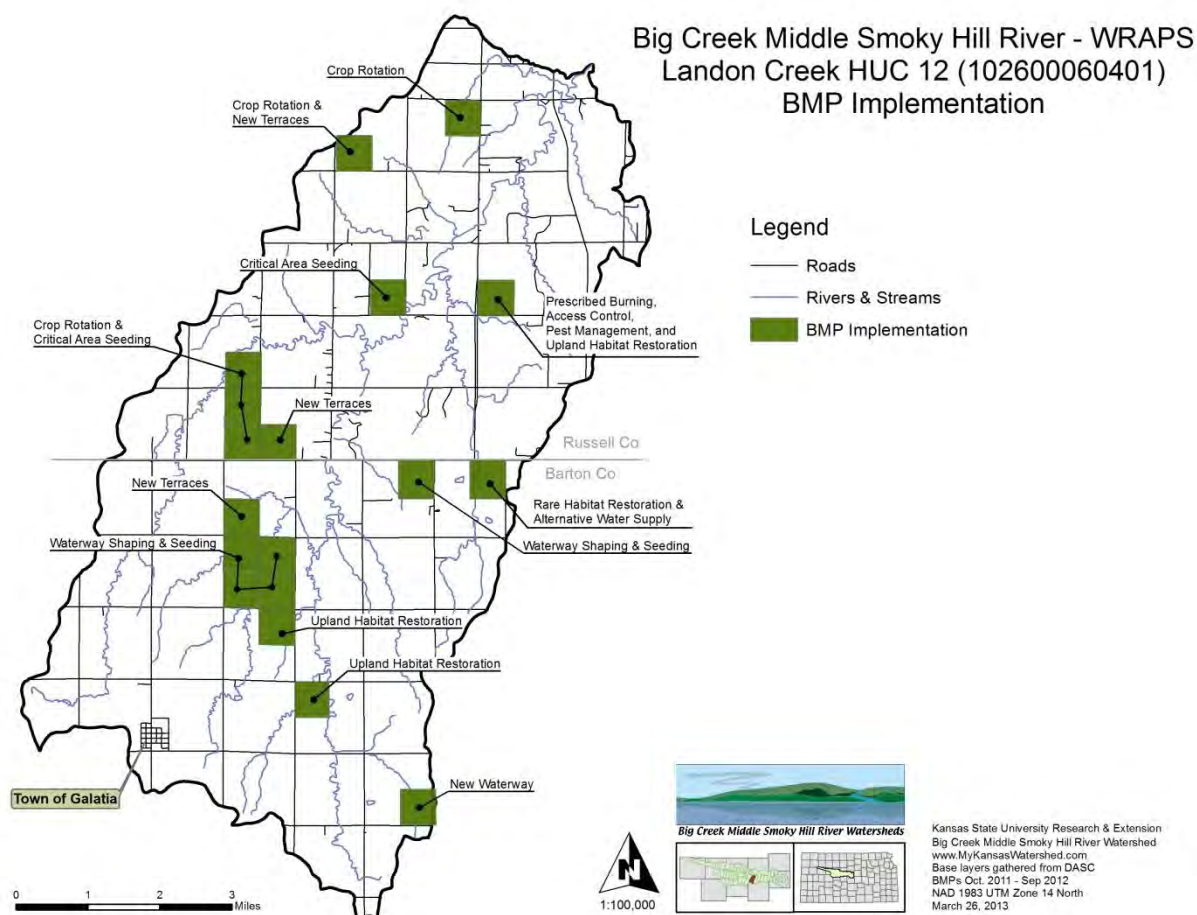 Big Creek Middle Smoky Hill River - WRAPS
Landon Creek HUC 12 (102600060401)
BMP Implementation
Crop Rotation
Crop Rotation &
New Terraces
Critical Area Seeding
Prescribed Burning,
Access Control,
Pest Management, and
Upland Habitat Restoration
Crop Rotation &
Critical Area Seeding
New Terraces
Russell Co
Barton Co
New Terraces
Rare Habitat Restoration &
Alternative Water Supply
Waterway Shaping & Seeding
Waterway Shaping & Seeding
Upland Habitat Restoration
Upland Habitat Restoration
Town of Galatia
New Waterway
Legend
Roads
Rivers & Streams
BMP Implementation
0 1 2 3
Miles
N
1:100,000
Big Creek Middle Smoky Hill River Watersheds
Kansas State University Research & Extension
Big Creek Middle Smoky Hill River Watershed
www.MyKansasWatershed.com
Base layers gathered from DASC
BMPs Oct. 2011 - Sep 2012
NAD 1983 UTM Zone 14 North
March 26, 2013